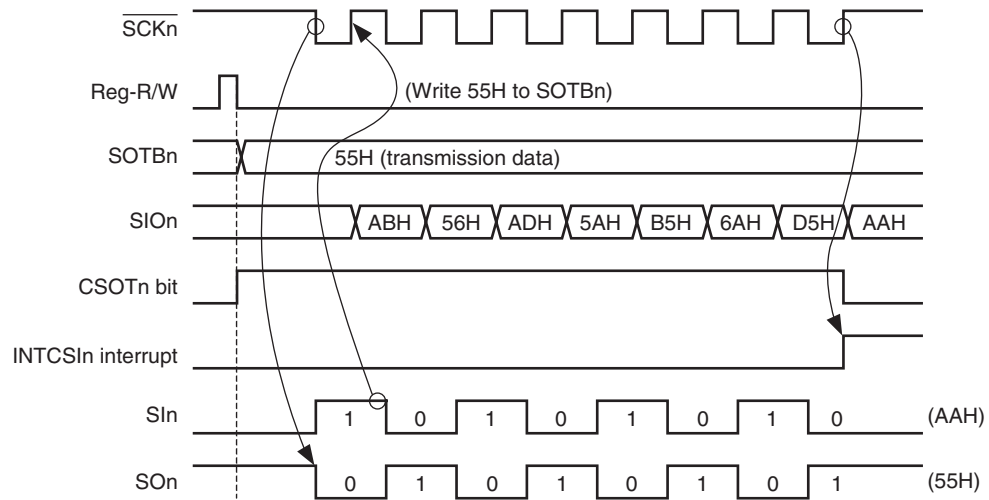 SCKn
Reg-R/W
(Write 55H to SOTBn)
SOTBn
55H (transmission data)
SIOn
ABH 56H ADH 5AH B5H 6AH D5H AAH
CSOTn bit
INTCSIn interrupt
SIn
1 0 1 0 1 0 1 0
(AAH)
SOn
0 1 0 1 0 1 0 1
(55H)